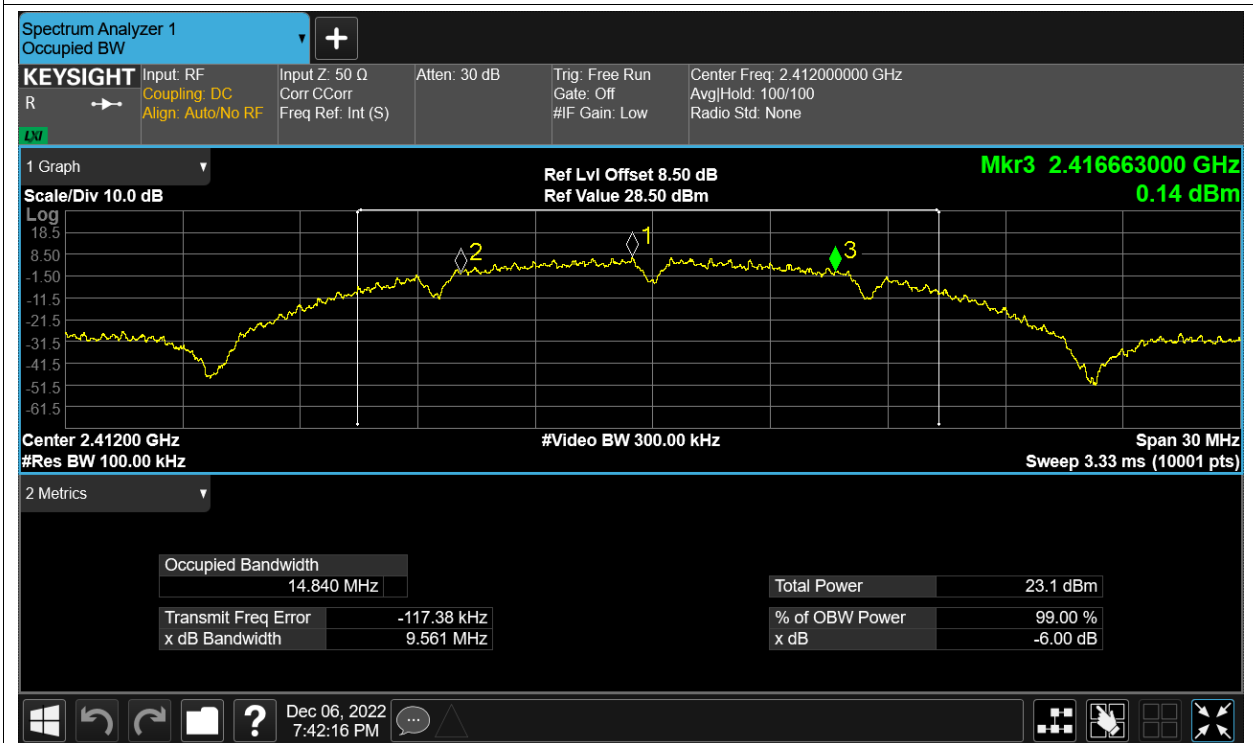 Spectrum Analyzer 1
Occupied BW
KEYSIGHT
R
LXI
Input: RF
Coupling: DC
Align: Auto/No RF
Input Z: 50 Ω
Corr CCorr
Freq Ref: Int (S)
Atten: 30 dB
Trig: Free Run
Gate: Off
#IF Gain: Low
Center Freq: 2.412000000 GHz
Avg|Hold: 100/100
Radio Std: None
1 Graph
Scale/Div 10.0 dB
Ref Lvl Offset 8.50 dB
Ref Value 28.50 dBm
Mkr3 2.416663000 GHz
0.14 dBm
Log
18.5
8.50
-1.50
-11.5
-21.5
-31.5
-41.5
-51.5
-61.5
2
1
3
Center 2.41200 GHz
#Res BW 100.00 kHz
#Video BW 300.00 kHz
Span 30 MHz
Sweep 3.33 ms (10001 pts)
2 Metrics
Occupied Bandwidth
14.840 MHz
Transmit Freq Error -117.38 kHz
x dB Bandwidth 9.561 MHz
Total Power 23.1 dBm
% of OBW Power 99.00 %
x dB -6.00 dB
?
Dec 06, 2022
7:42:16 PM